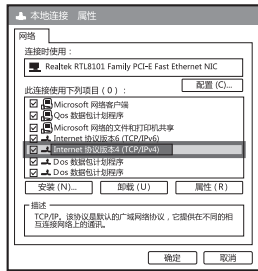 本地连接 属性
网络
连接时使用：
Realtek RTL8101 Family PCI-E Fast Ethernet NIC
配置 (C)...
此连接使用下列项目 ( O ) ：
Microsoft 网络客户端
Qos 数据包计划程序
Microsoft 网络的文件和打印机共享
Internet 协议版本6 (TCP/IPv6)
Internet 协议版本4 (TCP/IPv4)
Dos 数据包计划程序
Dos 数据包计划程序
安装 (N)...
卸载 ( U )
属性 ( R )
描述
TCP/IP。该协议是默认的广域网络协议，它提供在不同的相
互连接网络上的通讯。
确定
取消